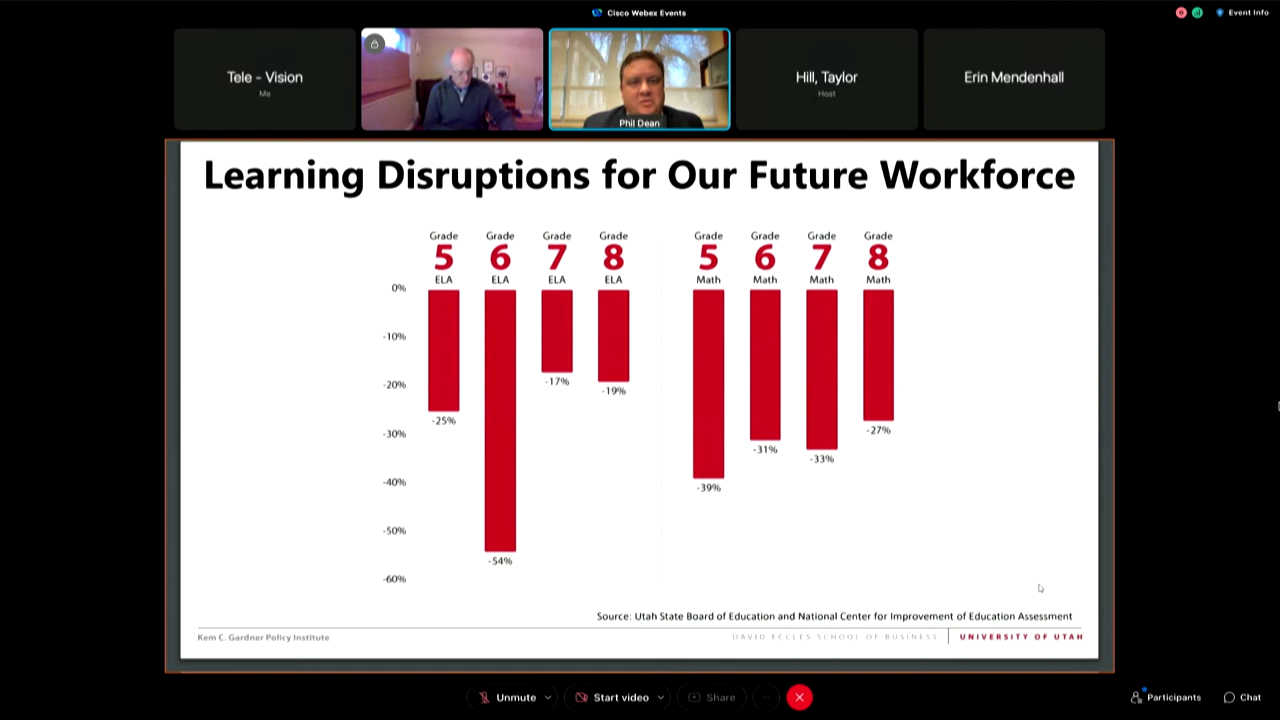 Cisco Webex Events
Event Info
Tele - Vision
Me
Phil Dean
Hill, Taylor
Host
Erin Mendenhall
Learning Disruptions for Our Future Workforce
Grade Grade Grade Grade Grade Grade Grade Grade
5 6 7 8 5 6 7 8
ELA ELA ELA ELA Math Math Math Math
0%
-10%
-20%
-30%
-40%
-50%
-60%
-25%
-54%
-17%
-19%
-39%
-31%
-33%
-27%
Source: Utah State Board of Education and National Center for Improvement of Education Assessment
Kem C. Gardner Policy Institute
DAVID ECCLES SCHOOL OF BUSINESS
UNIVERSITY OF UTAH
Unmute
Start video
Share
Participants
Chat